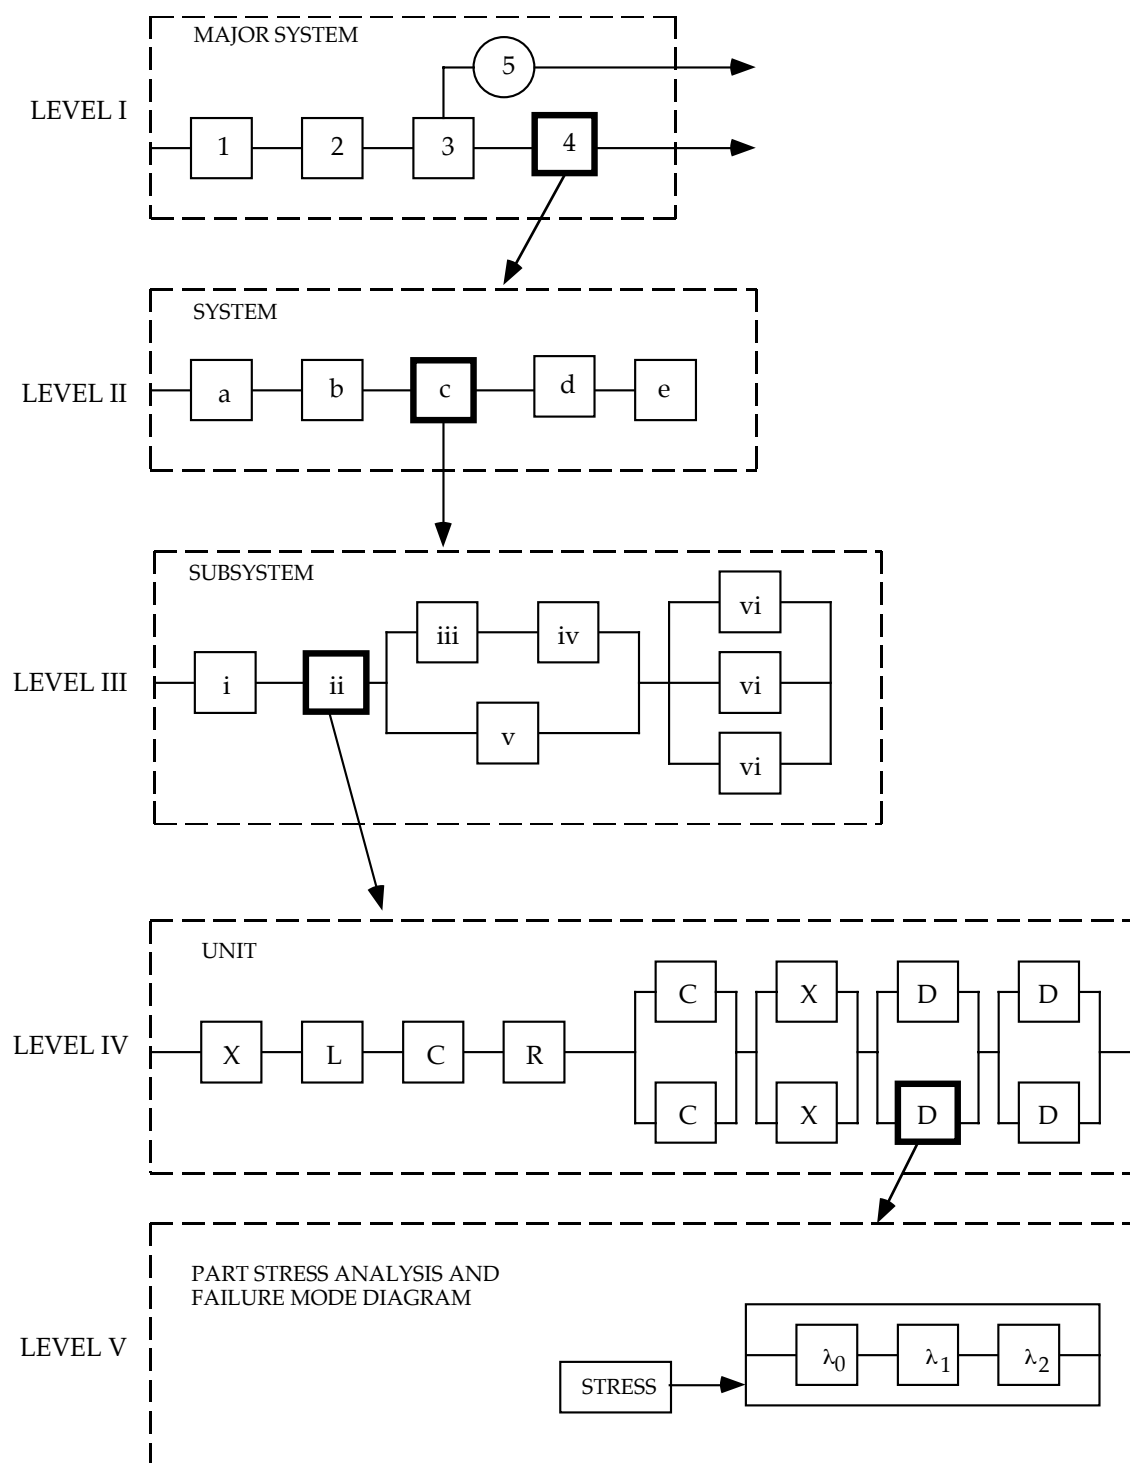 MAJOR SYSTEM
5
LEVEL I
1 2 3 4
SYSTEM
LEVEL II
a b c d e
SUBSYSTEM
vi
iii iv
LEVEL III
i ii vi
v
vi
UNIT
C X D D
LEVEL IV
X L C R
C X D D
PART STRESS ANALYSIS AND
FAILURE MODE DIAGRAM
LEVEL V
λ0 λ1 λ2
STRESS